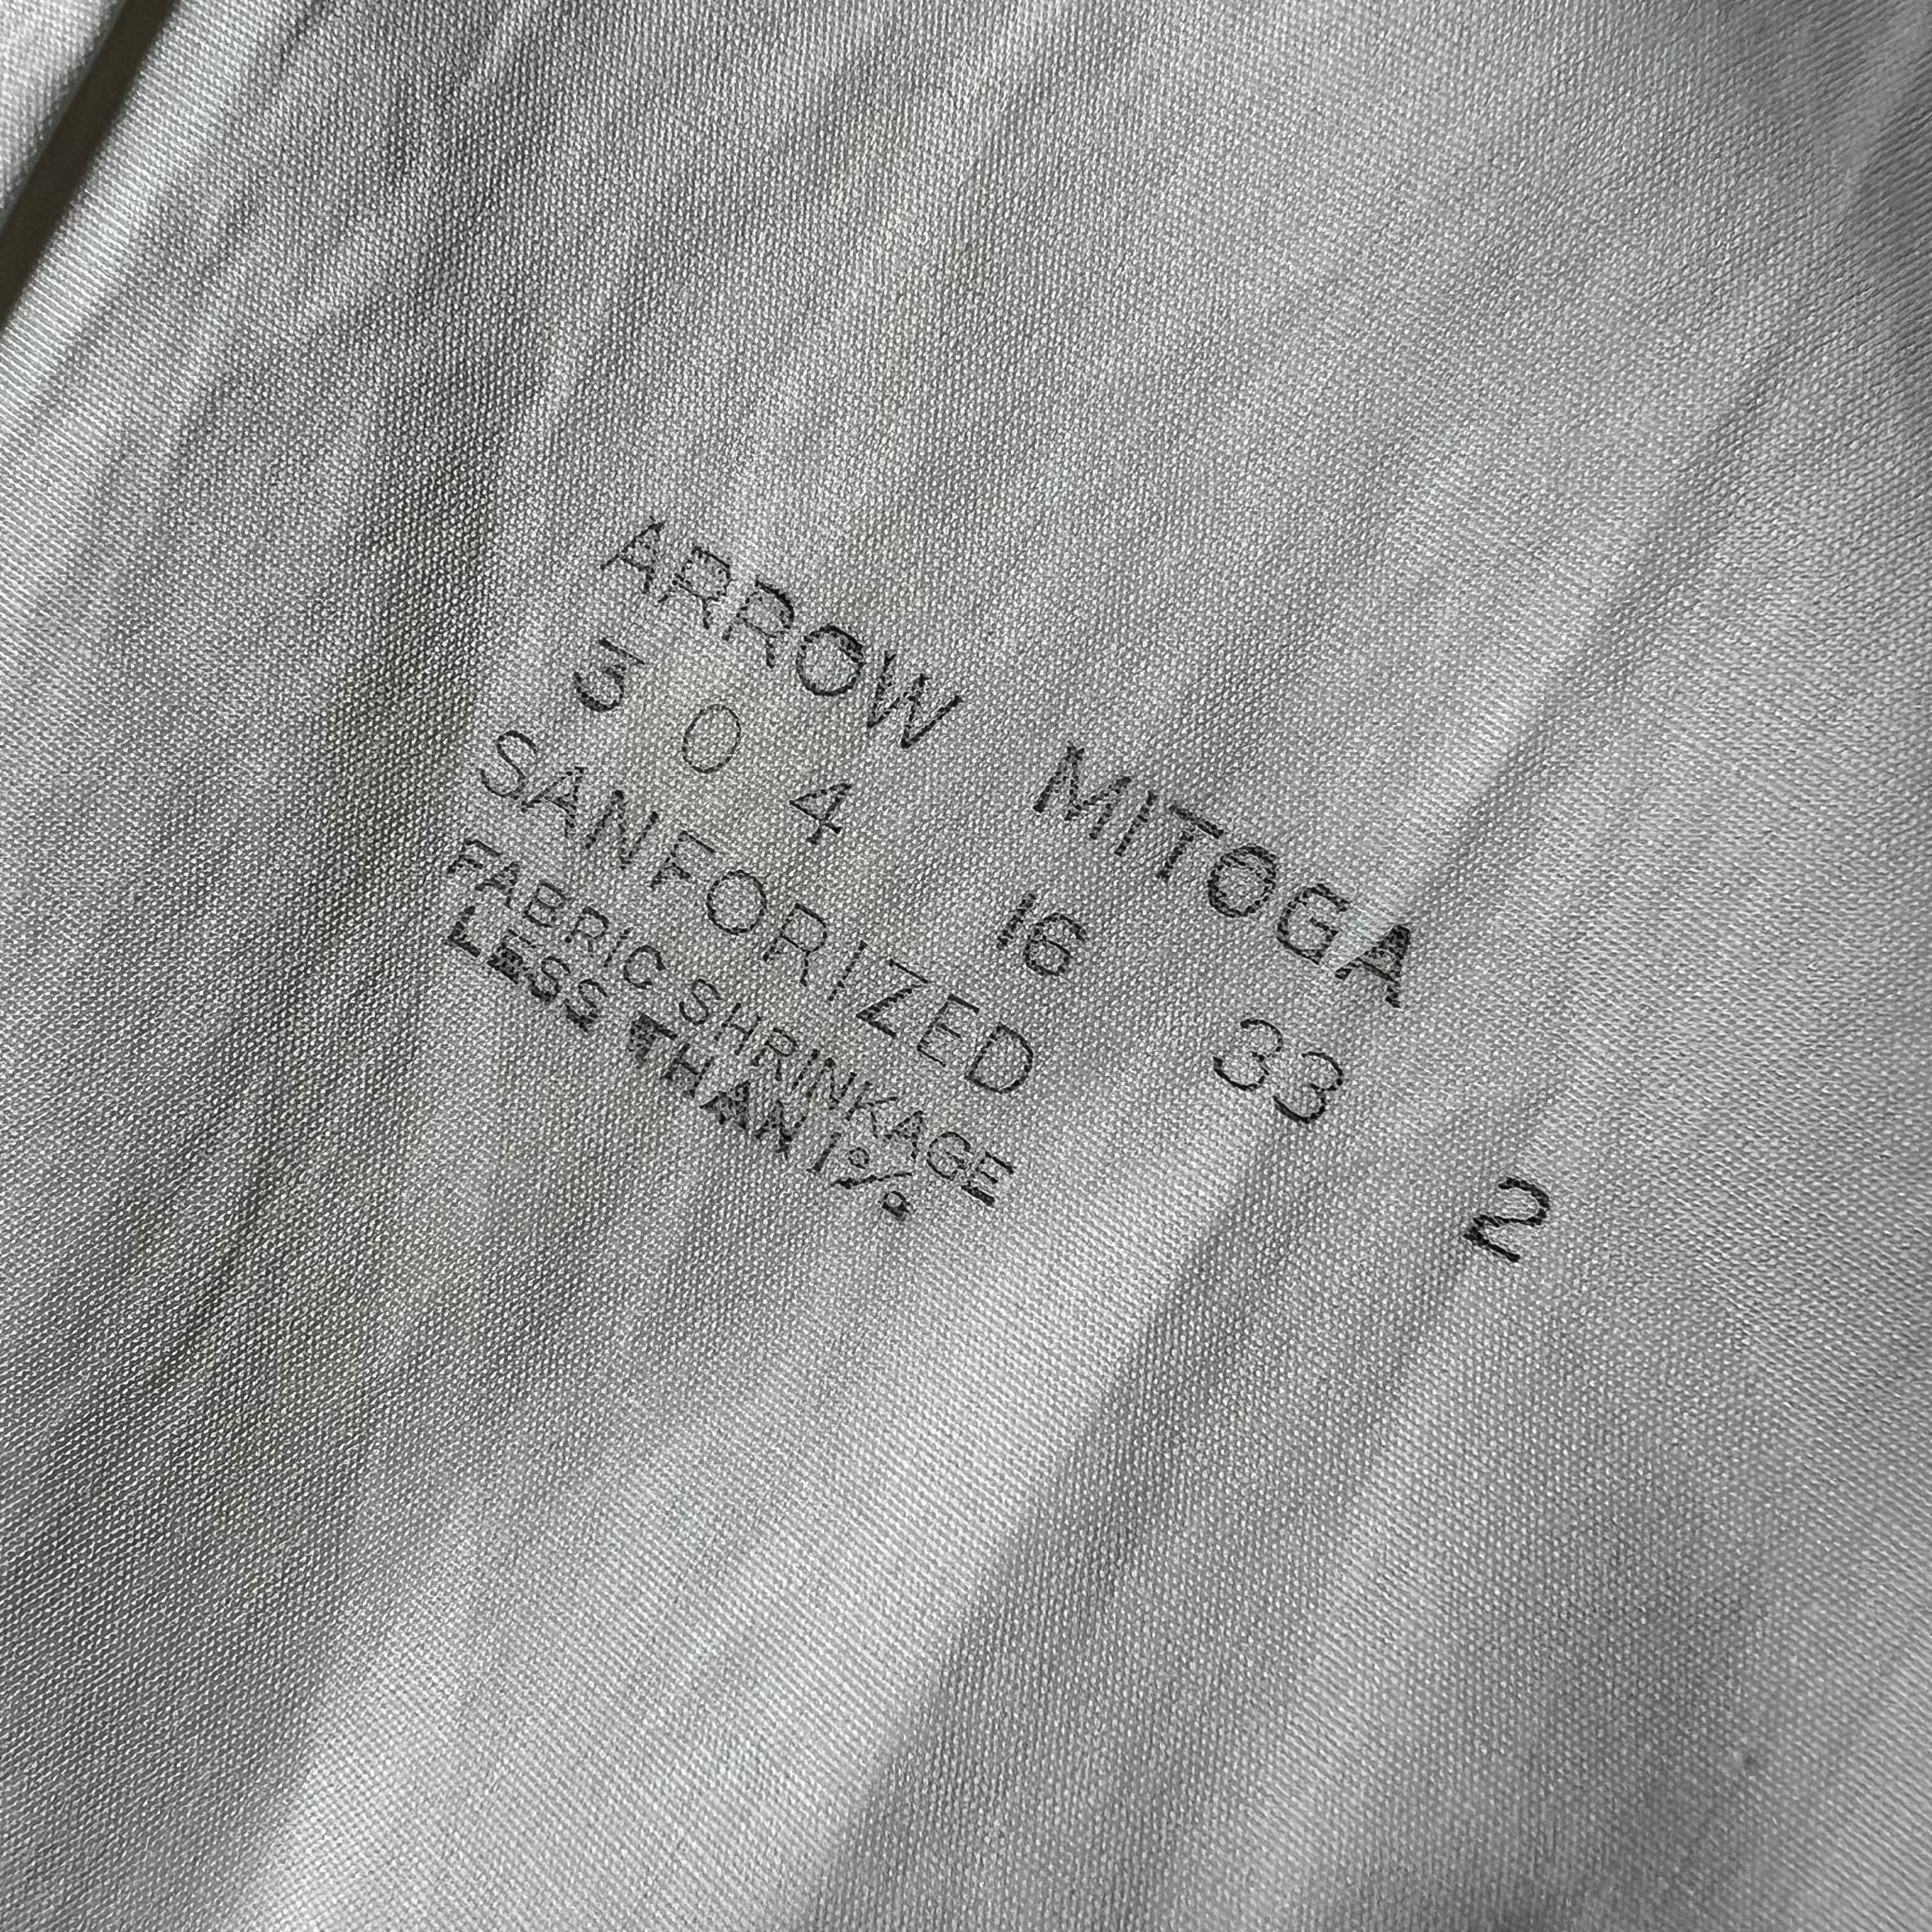 ARROW MITOGA
3 0 4 16 33 2
SANFORIZED
FABRIC SHRINKAGE
LESS THAN 1%